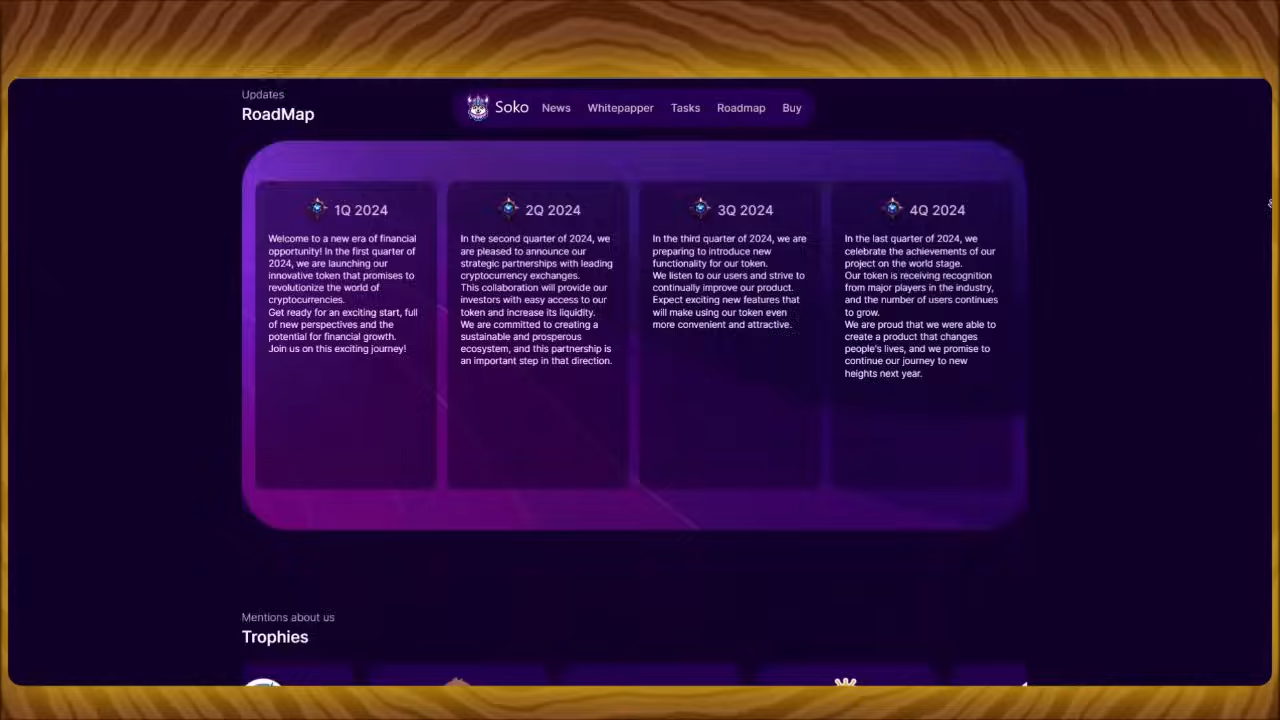 Updates
RoadMap
Soko News Whitepapper Tasks Roadmap Buy
1Q 2024
Welcome to a new era of financial
opportunity! In the first quarter of
2024, we are launching our
innovative token that promises to
revolutionize the world of
cryptocurrencies.
Get ready for an exciting start, full
of new perspectives and the
potential for financial growth.
Join us on this exciting journey!
2Q 2024
In the second quarter of 2024, we
are pleased to announce our
strategic partnerships with leading
cryptocurrency exchanges.
This collaboration will provide our
investors with easy access to our
token and increase its liquidity.
We are committed to creating a
sustainable and prosperous
ecosystem, and this partnership is
an important step in that direction.
3Q 2024
In the third quarter of 2024, we are
preparing to introduce new
functionality for our token.
We listen to our users and strive to
continually improve our product.
Expect exciting new features that
will make using our token even
more convenient and attractive.
4Q 2024
In the last quarter of 2024, we
celebrate the achievements of our
project on the world stage.
Our token is receiving recognition
from major players in the industry,
and the number of users continues
to grow.
We are proud that we were able to
create a product that changes
people's lives, and we promise to
continue our journey to new
heights next year.
Mentions about us
Trophies